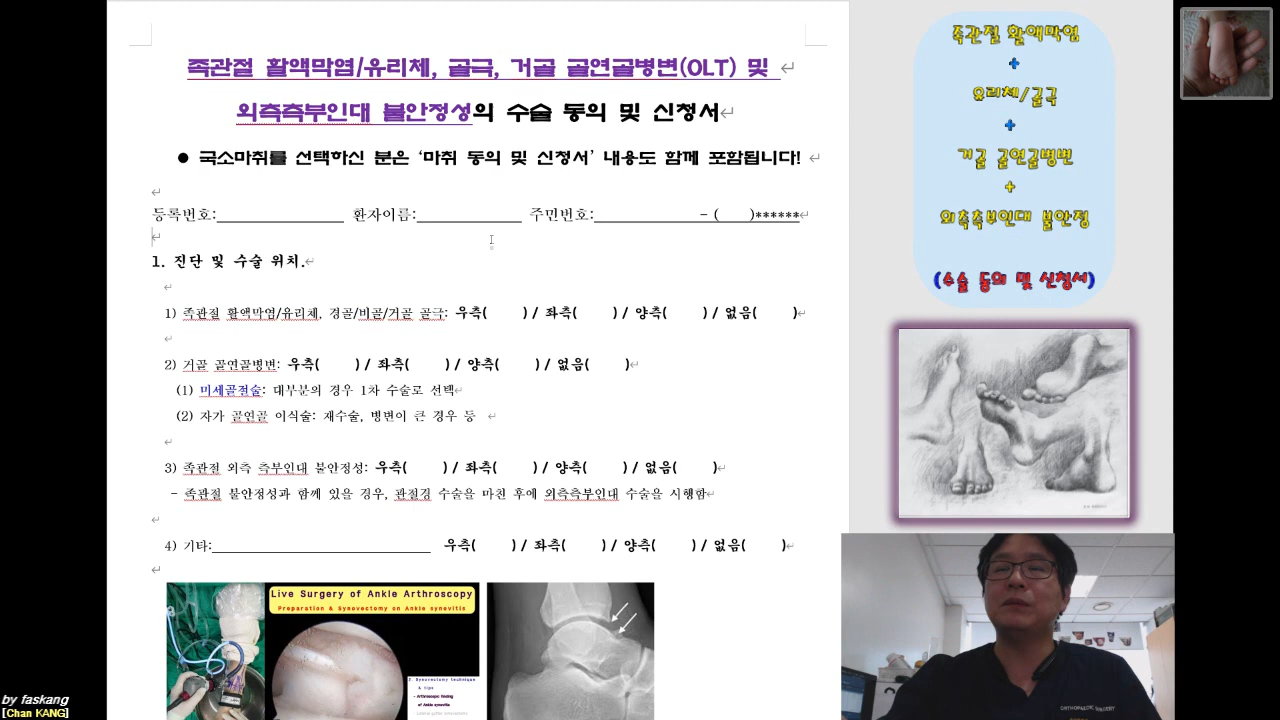 족관절 활액막염/유리체, 골극, 거골 골연골병변(OLT) 및
외측측부인대 불안정성의 수술 동의 및 신청서
● 국소마취를 선택하신 분은 ‘마취 동의 및 신청서’ 내용도 함께 포함됩니다!
등록번호:________ 환자이름:________ 주민번호:________ - (    )******
1. 진단 및 수술 위치.
1) 족관절 활액막염/유리체, 경골/비골/거골 골극: 우측(    ) / 좌측(    ) / 양측(    ) / 없음(    )
2) 거골 골연골병변: 우측(    ) / 좌측(    ) / 양측(    ) / 없음(    )
(1) 미세골절술: 대부분의 경우 1차 수술로 선택
(2) 자가 골연골 이식술: 재수술, 병변이 큰 경우 등
3) 족관절 외측 측부인대 불안정성: 우측(    ) / 좌측(    ) / 양측(    ) / 없음(    )
- 족관절 불안정성과 함께 있을 경우, 관절경 수술을 마친 후에 외측측부인대 수술을 시행함
4) 기타:________ 우측(    ) / 좌측(    ) / 양측(    ) / 없음(    )
Live Surgery of Ankle Arthroscopy
Preparation & Synovectomy on Ankle synovitis
2. Synovectomy technique
& tips
- Arthroscopic finding
of Ankle synovitis
족관절 활액막염
+
유리체/골극
+
거골 골연골병변
+
외측측부인대 불안정
(수술 동의 및 신청서)
ORTHOPAEDIC SURGERY
by faskang
[Chan KANG]